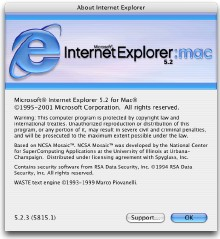 About Internet Explorer
Microsoft
Internet Explorer:mac
5.2
Microsoft® Internet Explorer 5.2 for Mac®
©1995-2001 Microsoft Corporation. All rights reserved.
Warning: This computer program is protected by copyright law and
international treaties. Unauthorized reproduction or distribution of this
program, or any portion of it, may result in severe civil and criminal penalties,
and will be prosecuted to the maximum extent possible under the law.
Based on NCSA Mosaic™. NCSA Mosaic™ was developed by the National Center
for SuperComputing Applications at the University of Illinois at Urbana-
Champaign. Distributed under licensing agreement with Spyglass, Inc.
Contains security software from RSA Data Security, Inc. ©1994 RSA Data
Security, Inc. All rights reserved.
WASTE text engine ©1993-1999 Marco Piovanelli.
5.2.3 (5815.1)
Support...
OK